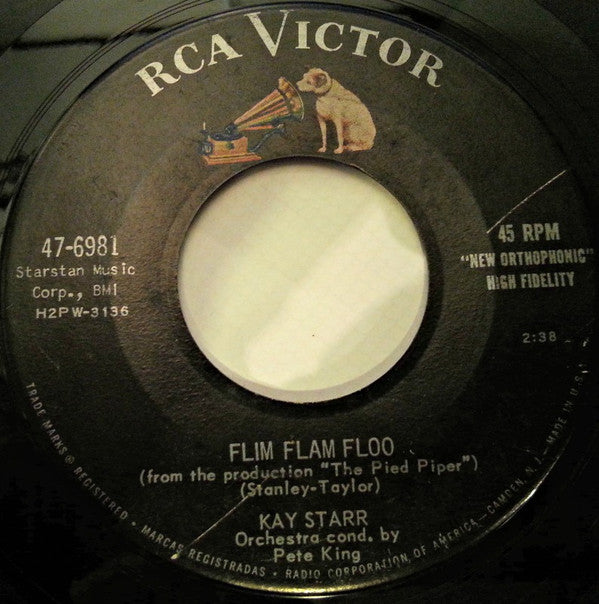 RCA VICTOR
47-6981
Starstan Music
Corp., BMI
H2PW-3136
45 RPM
"NEW ORTHOPHONIC"
HIGH FIDELITY
2:38
FLIM FLAM FLOO
(from the production "The Pied Piper")
(Stanley-Taylor)
KAY STARR
Orchestra cond. by
Pete King
TRADE MARKS ® REGISTERED • MARCAS REGISTRADAS • RADIO CORPORATION OF AMERICA—CAMDEN, N.J.—MADE IN U.S.A.